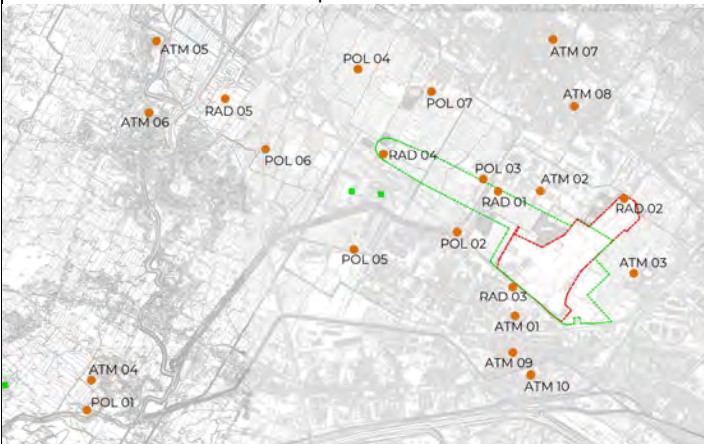 ATM 05
ATM 07
POL 04
POL 07
ATM 08
RAD 05
ATM 06
POL 06
RAD 04
POL 03
RAD 01
ATM 02
RAD 02
POL 02
POL 05
ATM 03
RAD 03
ATM 01
ATM 09
ATM 10
ATM 04
POL 01